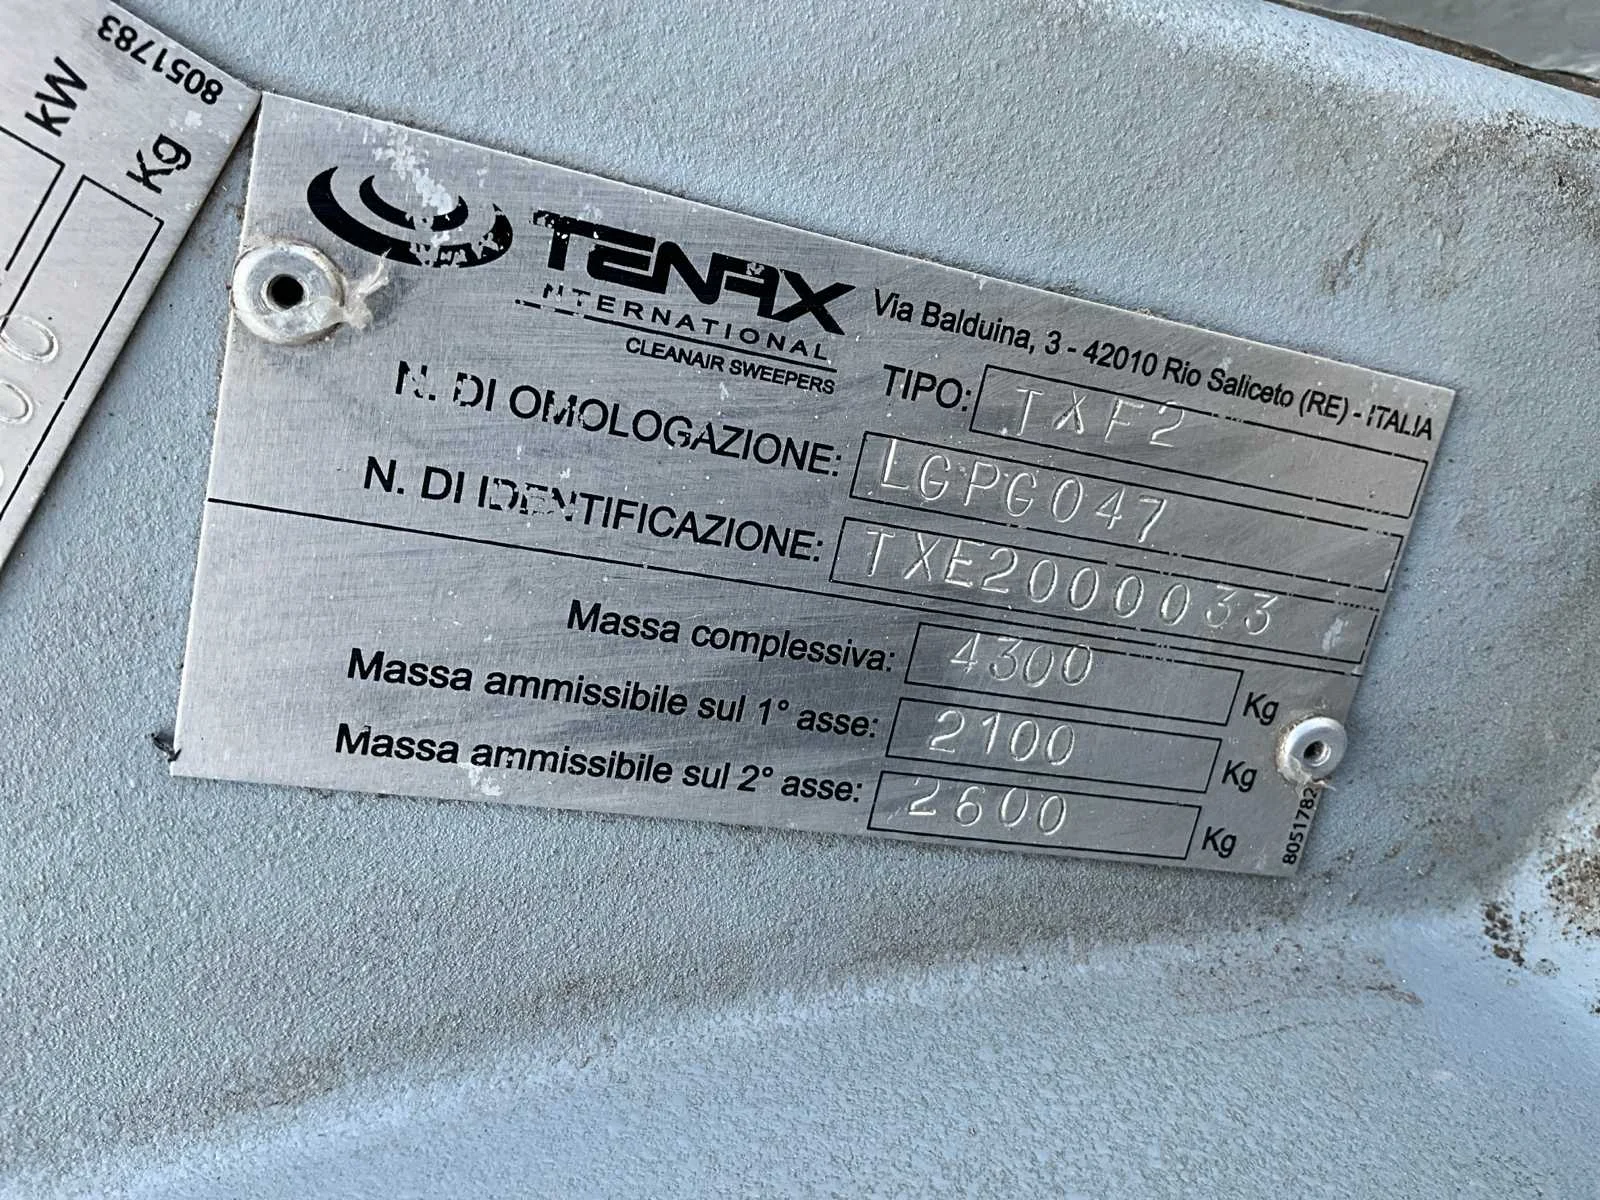 8051783
kW
Kg
TENAX
INTERNATIONAL
CLEANAIR SWEEPERS
Via Balduina, 3 - 42010 Rio Saliceto (RE) - ITALIA
TIPO: TXE2
N. DI OMOLOGAZIONE: LGPG047
N. DI IDENTIFICAZIONE: TXE2000033
Massa complessiva: 4300 Kg
Massa ammissibile sul 1° asse: 2100 Kg
Massa ammissibile sul 2° asse: 2600 Kg
8051782